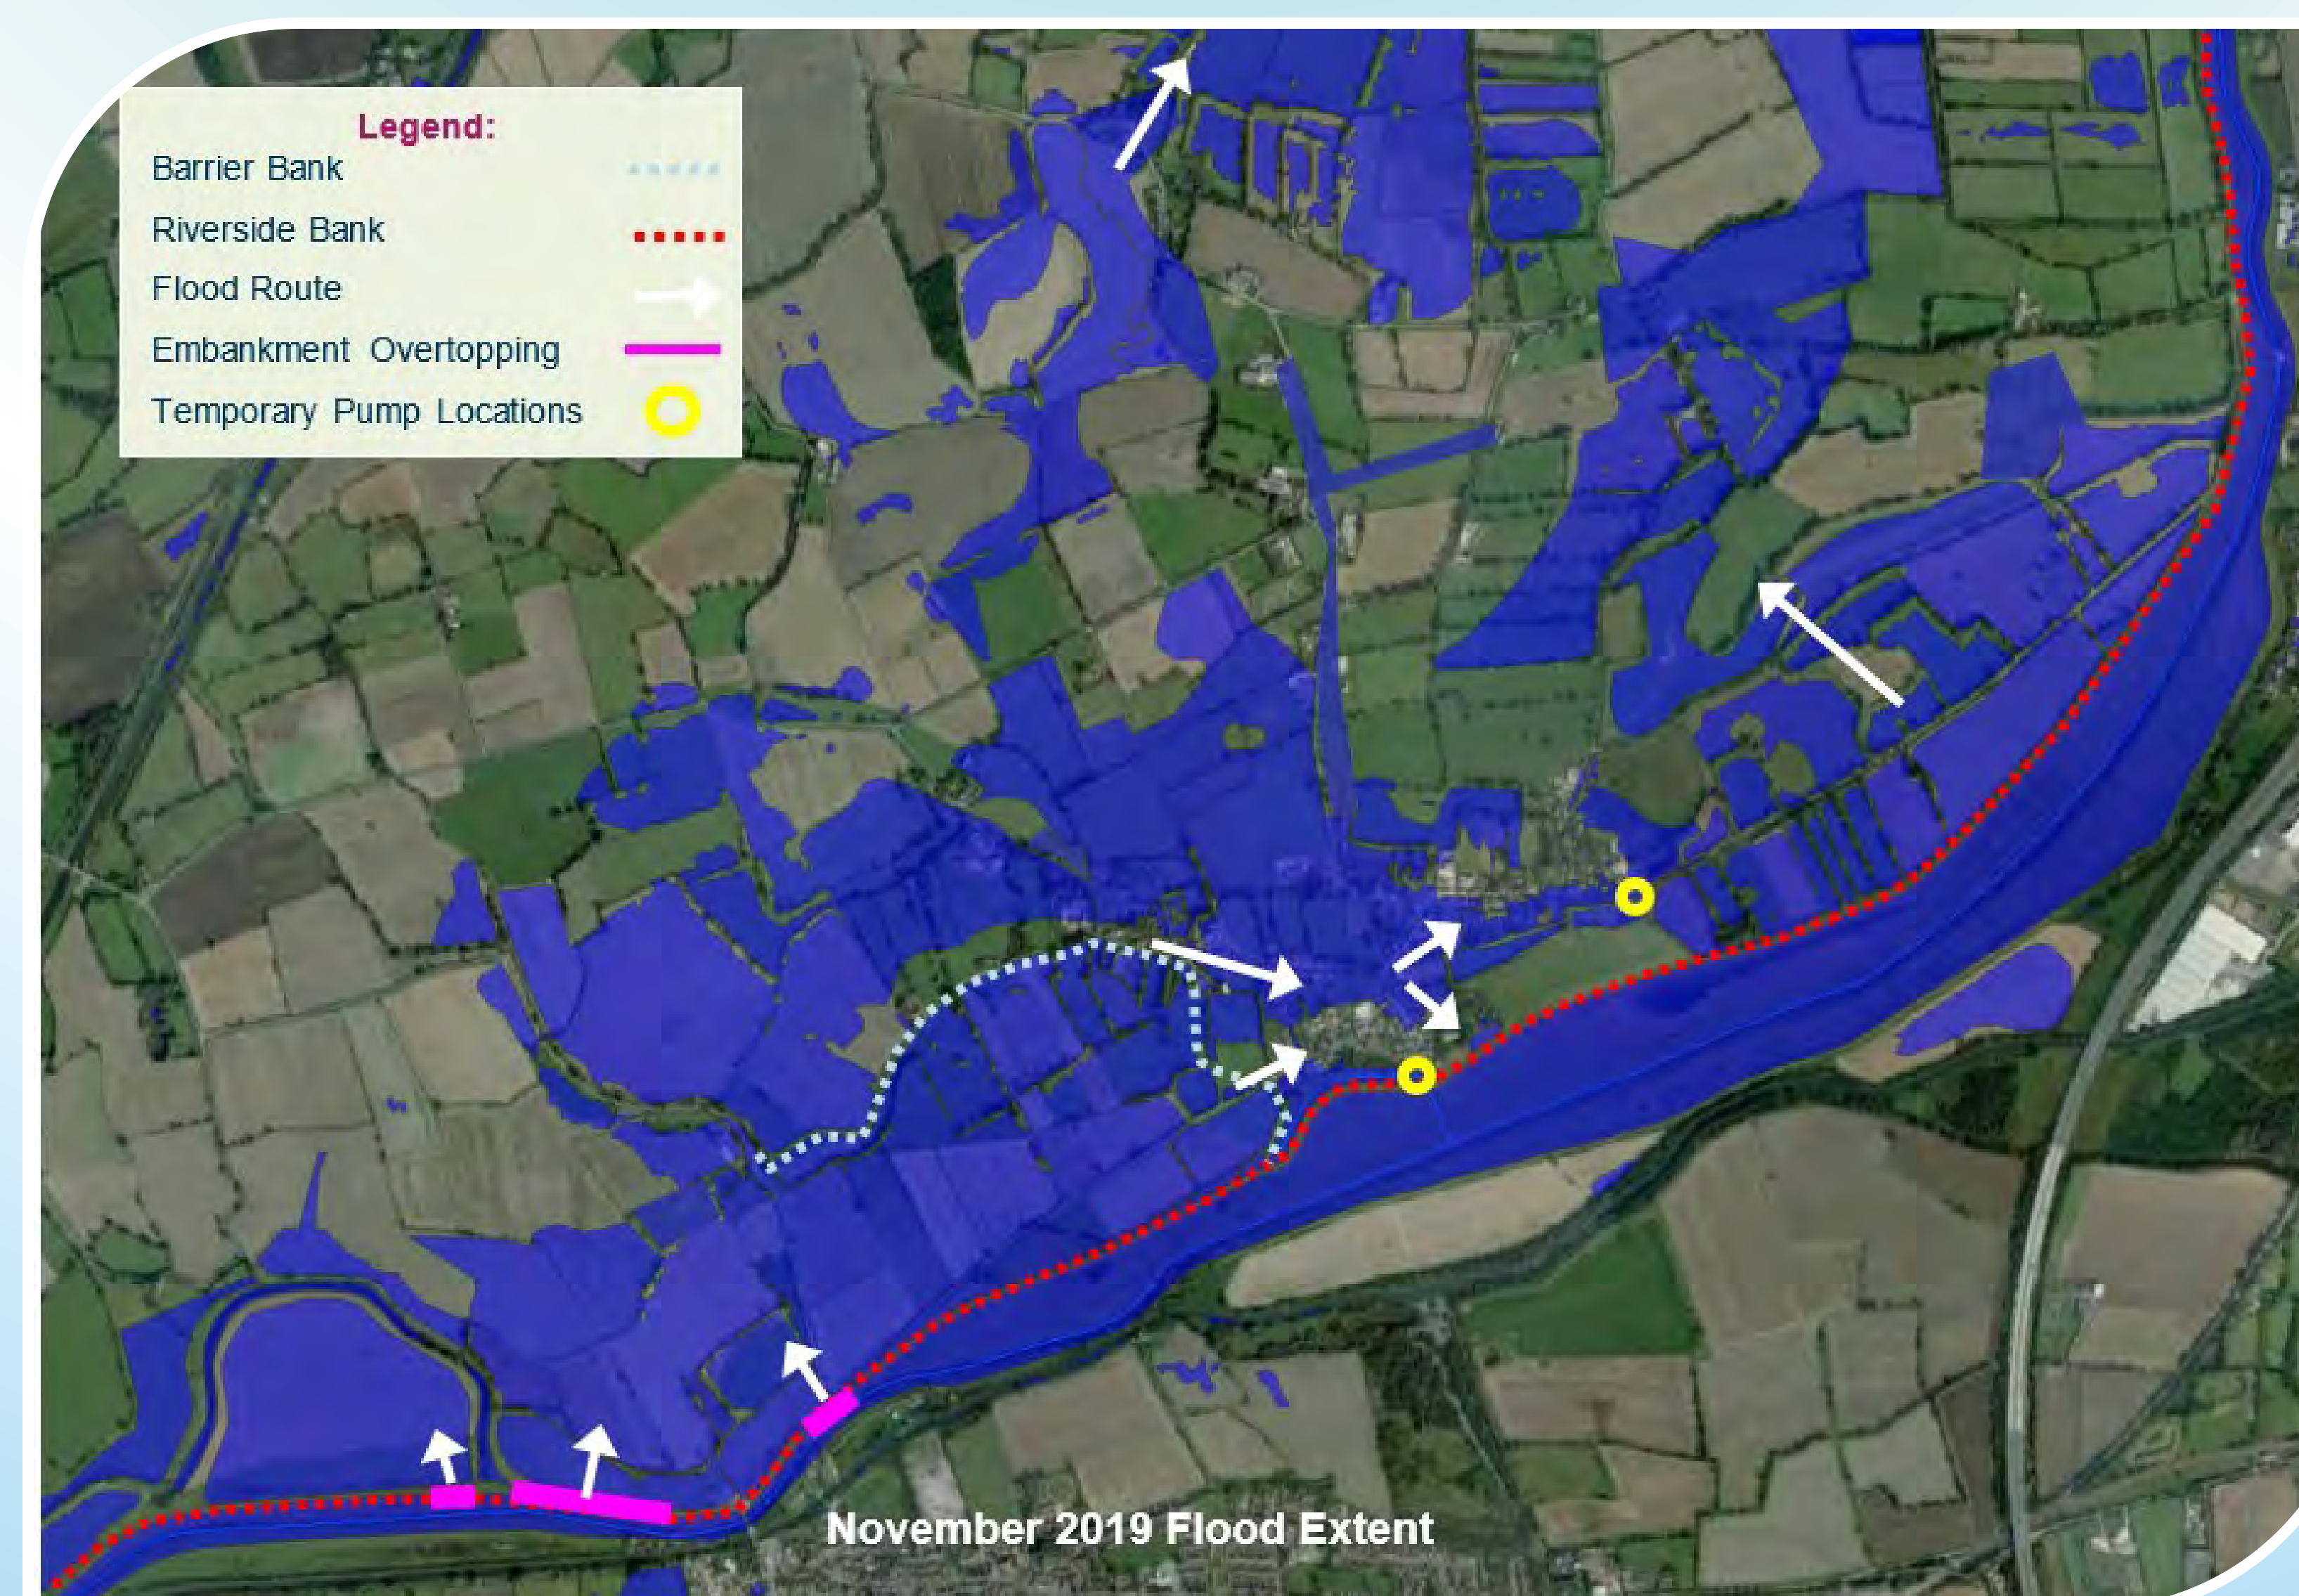 Legend:
Barrier Bank
Riverside Bank
Flood Route
Embankment Overtopping
Temporary Pump Locations
November 2019 Flood Extent